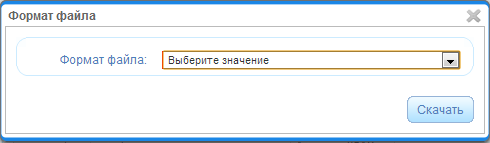 Формат файла
Формат файла: Выберите значение
Скачать